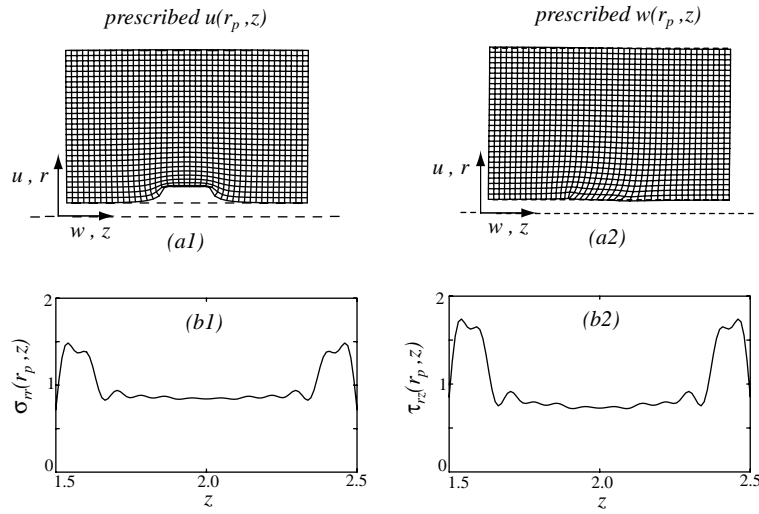 prescribed u(r_p ,z)
prescribed w(r_p ,z)
u , r
w , z
(a1)
u , r
w , z
(a2)
2
1
0
σ_rr(r_p ,z)
(b1)
1.5
2.0
2.5
z
2
1
0
τ_rz(r_p ,z)
(b2)
1.5
2.0
2.5
z